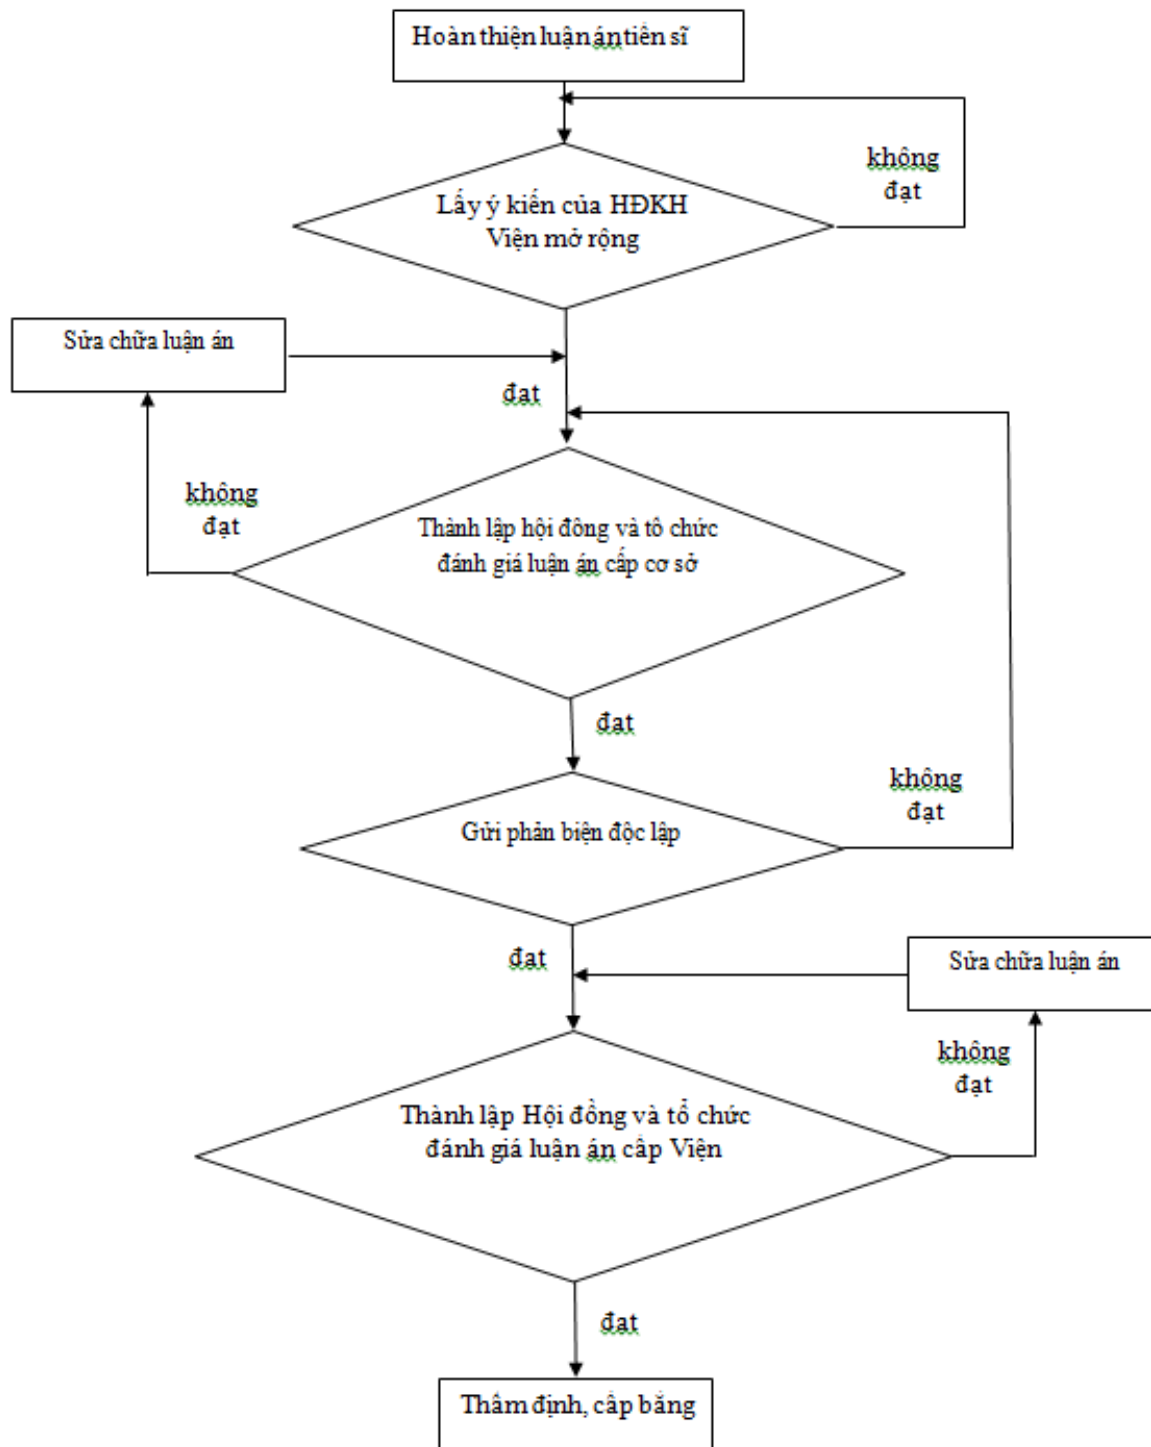 Hoàn thiện luận ántiến sĩ
không
đạt
Lấy ý kiến của HĐKH
Viện mở rộng
Sửa chữa luận án
đạt
không
đạt
Thành lập hội đồng và tổ chức
đánh giá luận án cấp cơ sở
đạt
không
đạt
Gửi phản biện độc lập
đạt
Sửa chữa luận án
không
đạt
Thành lập Hội đồng và tổ chức
đánh giá luận án cấp Viện
đạt
Thẩm định, cấp bằng